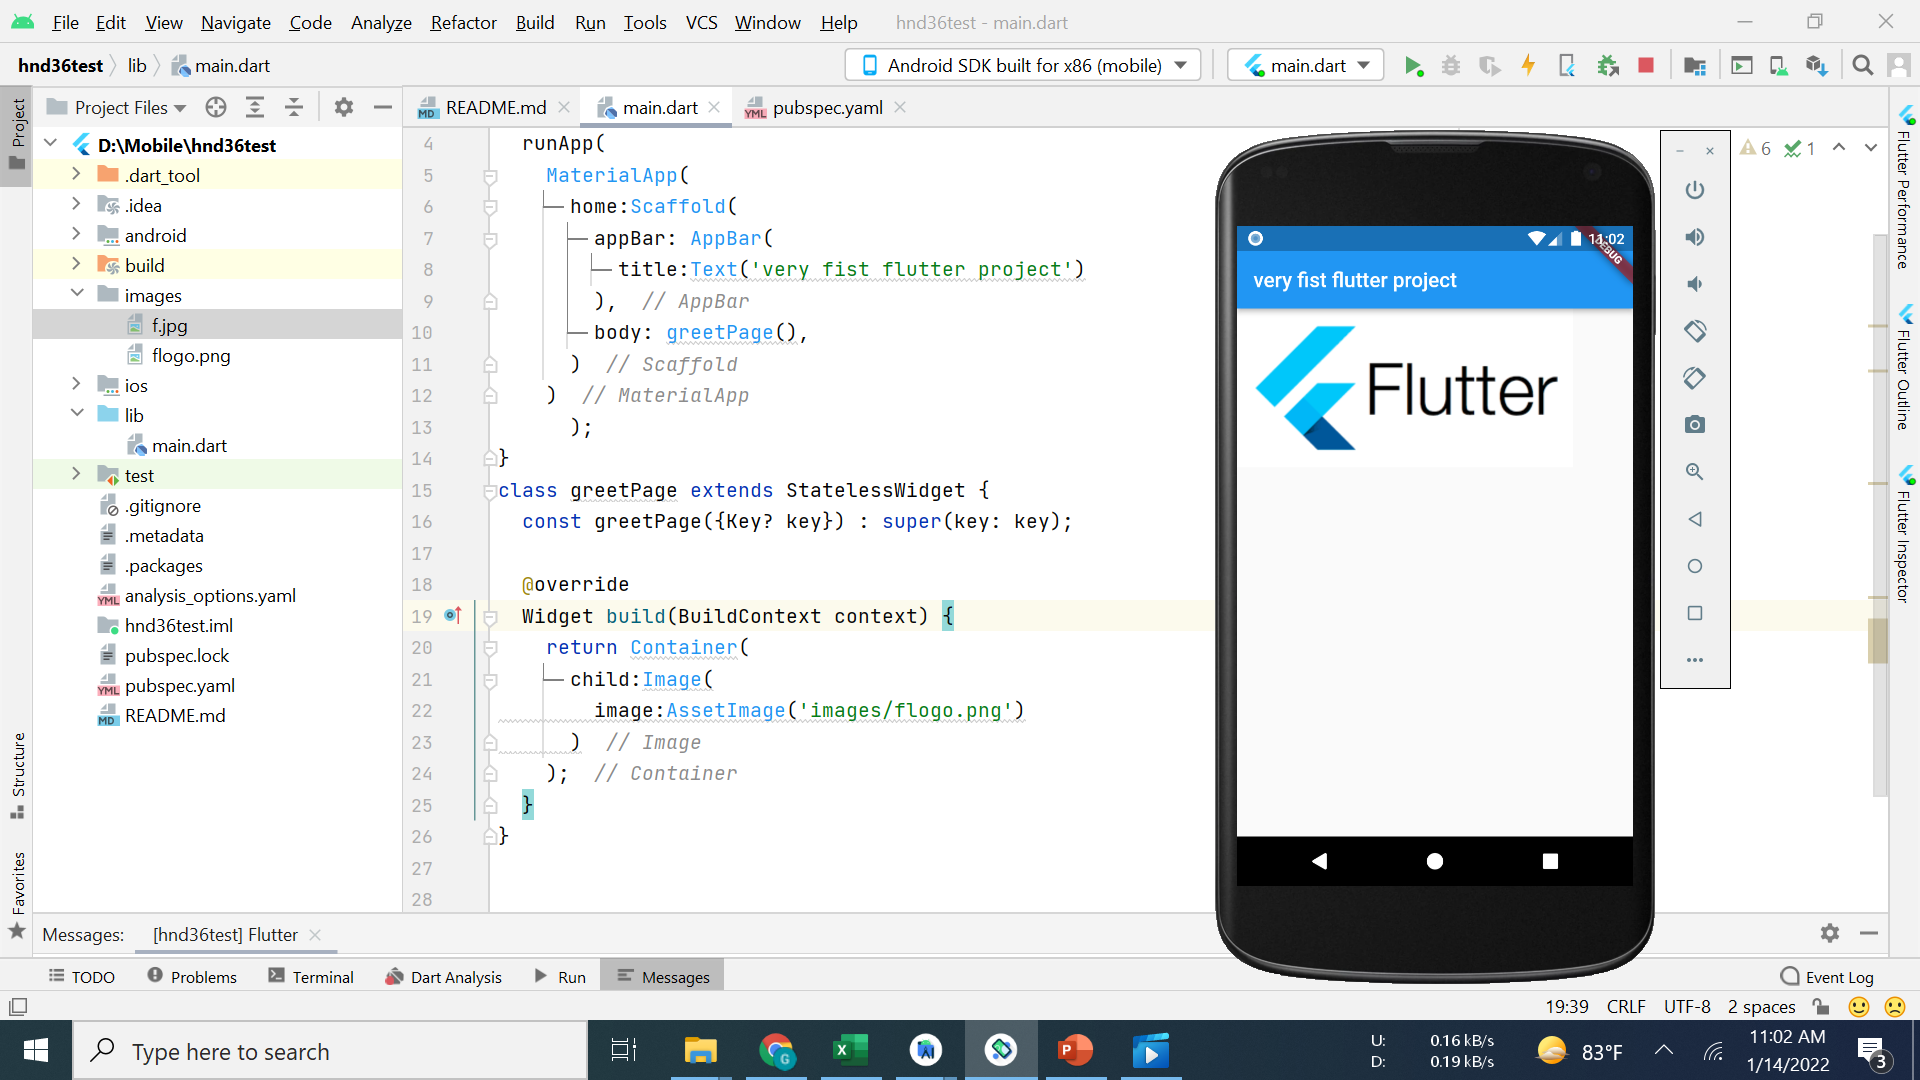 File Edit View Navigate Code Analyze Refactor Build Run Tools VCS Window Help hnd36test - main.dart
hnd36test lib main.dart Android SDK built for x86 (mobile) main.dart
Project Project Files README.md main.dart pubspec.yaml
D:\Mobile\hnd36test
.dart_tool
.idea
android
build
images
f.jpg
flogo.png
ios
lib
main.dart
test
.gitignore
.metadata
.packages
analysis_options.yaml
hnd36test.iml
pubspec.lock
pubspec.yaml
README.md
Structure
Favorites
4 runApp(
5 MaterialApp(
6 home:Scaffold(
7 appBar: AppBar(
8 title:Text('very fist flutter project')
9 ), // AppBar
10 body: greetPage(),
11 ) // Scaffold
12 ) // MaterialApp
13 );
14 }
15 class greetPage extends StatelessWidget {
16 const greetPage({Key? key}) : super(key: key);
17
18 @override
19 Widget build(BuildContext context) {
20 return Container(
21 child:Image(
22 image:AssetImage('images/flogo.png')
23 ) // Image
24 ); // Container
25 }
26 }
27
28
11:02
DEBUG
very fist flutter project
Flutter
6 1
Flutter Performance
Flutter Outline
Flutter Inspector
Messages: [hnd36test] Flutter
TODO Problems Terminal Dart Analysis Run Messages Event Log
19:39 CRLF UTF-8 2 spaces
Type here to search
U: 0.16 kB/s
D: 0.19 kB/s
83°F
11:02 AM
1/14/2022
3